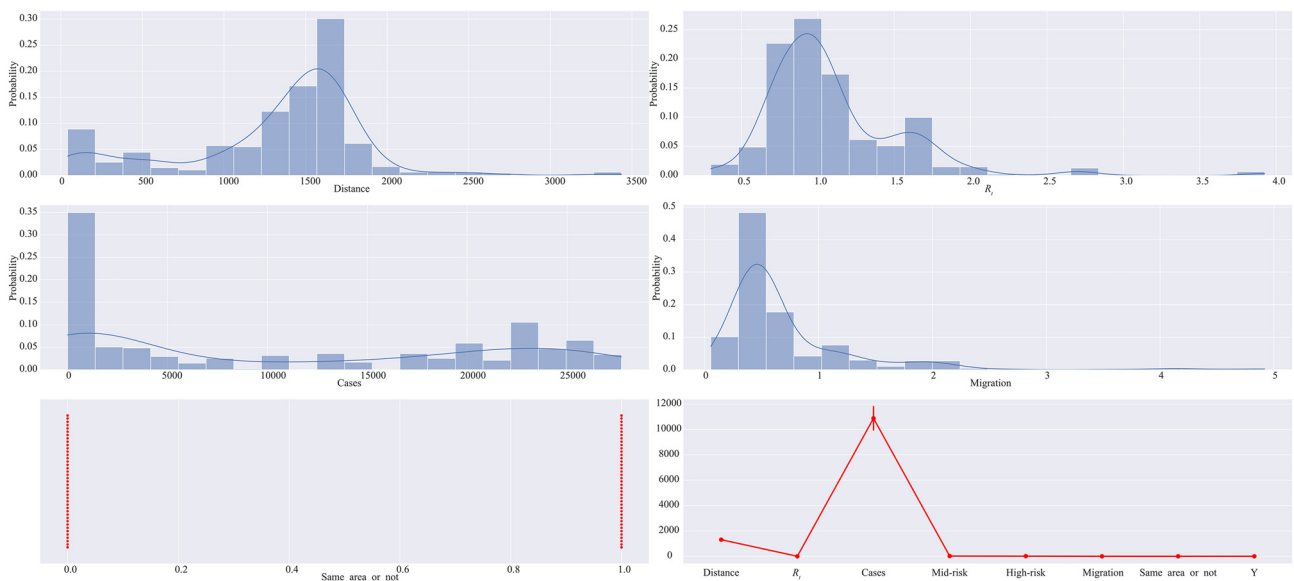 0.30
0.25
0.20
0.15
0.10
0.05
0.00
Probability
0 500 1000 1500 2000 2500 3000 3500
Distance
0.25
0.20
0.15
0.10
0.05
0.00
Probability
0.5 1.0 1.5 2.0 2.5 3.0 3.5 4.0
R_t
0.35
0.30
0.25
0.20
0.15
0.10
0.05
0.00
Probability
0 5000 10000 15000 20000 25000
Cases
0.5
0.4
0.3
0.2
0.1
0.0
Probability
0 1 2 3 4 5
Migration
0.0 0.2 0.4 0.6 0.8 1.0
Same area or not
12000
10000
8000
6000
4000
2000
0
Distance R_t Cases Mid-risk High-risk Migration Same area or not Y